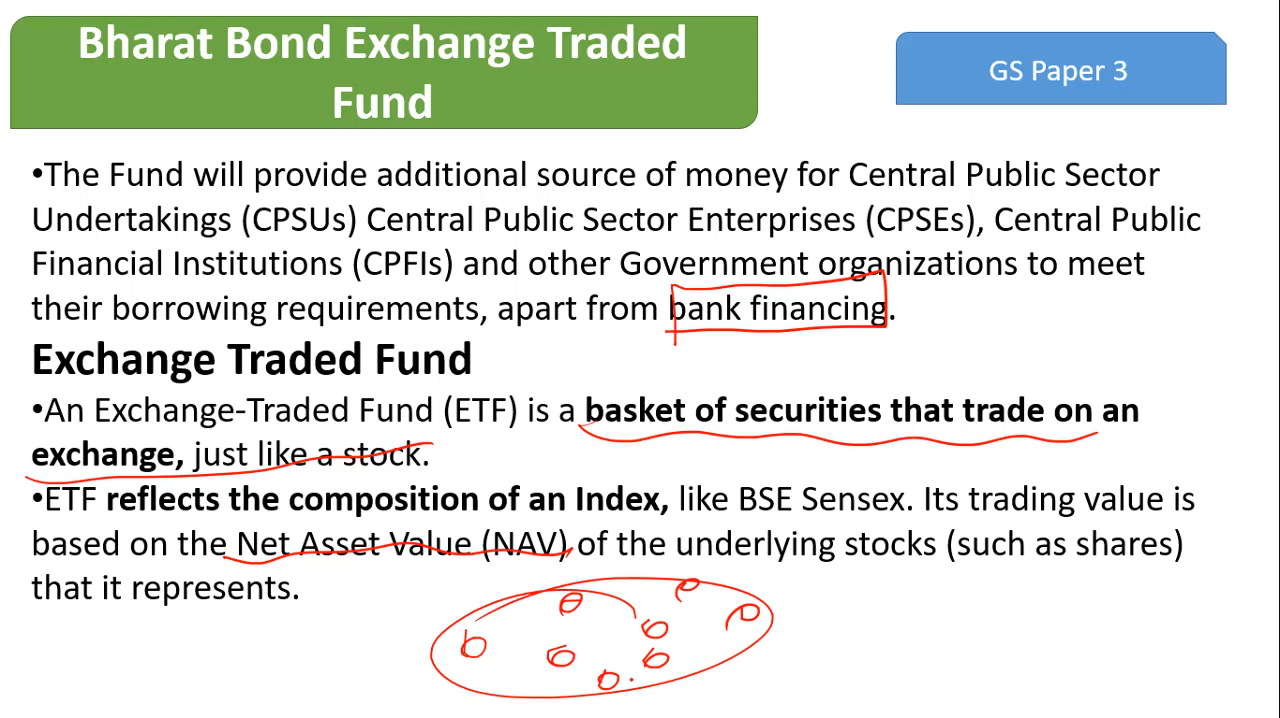 Bharat Bond Exchange Traded
Fund
GS Paper 3
•The Fund will provide additional source of money for Central Public Sector
Undertakings (CPSUs) Central Public Sector Enterprises (CPSEs), Central Public
Financial Institutions (CPFIs) and other Government organizations to meet
their borrowing requirements, apart from bank financing.
Exchange Traded Fund
•An Exchange-Traded Fund (ETF) is a basket of securities that trade on an
exchange, just like a stock.
•ETF reflects the composition of an Index, like BSE Sensex. Its trading value is
based on the Net Asset Value (NAV) of the underlying stocks (such as shares)
that it represents.